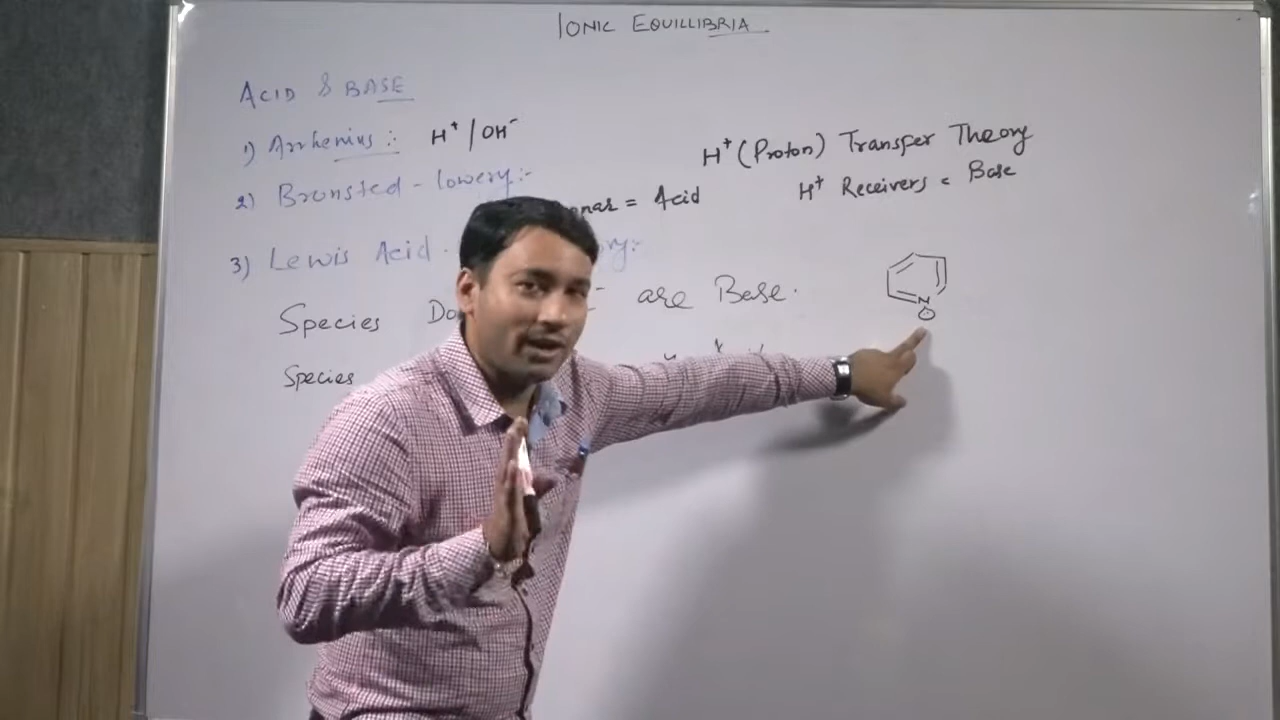 IONIC EQUILLIBRIA
ACID & BASE
1) Arrhenius :- H⁺ / OH⁻
2) Bronsted - lowery:-
H⁺ (Proton) Transfer Theory
= Acid
H⁺ Receivers = Base
3) Lewis Acid
Species are Base.
N
Species